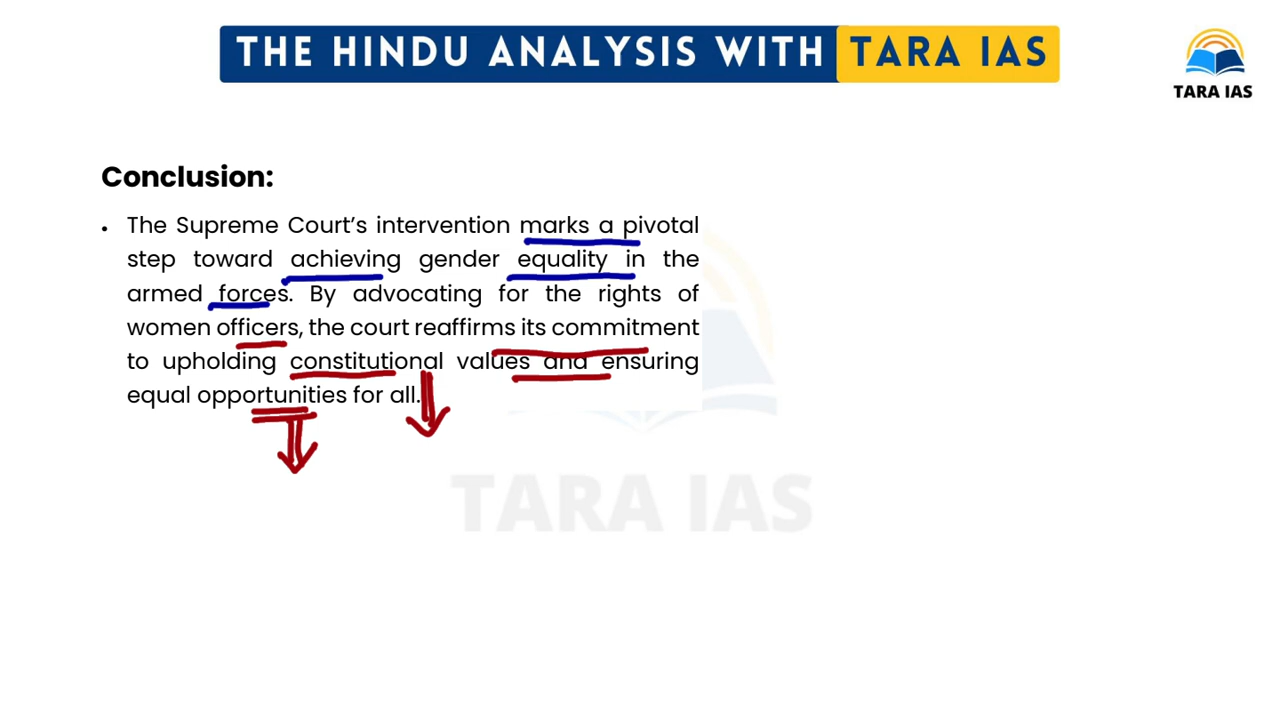 THE HINDU ANALYSIS WITH TARA IAS
TARA IAS
Conclusion:
• The Supreme Court’s intervention marks a pivotal
step toward achieving gender equality in the
armed forces. By advocating for the rights of
women officers, the court reaffirms its commitment
to upholding constitutional values and ensuring
equal opportunities for all.
TARA IAS